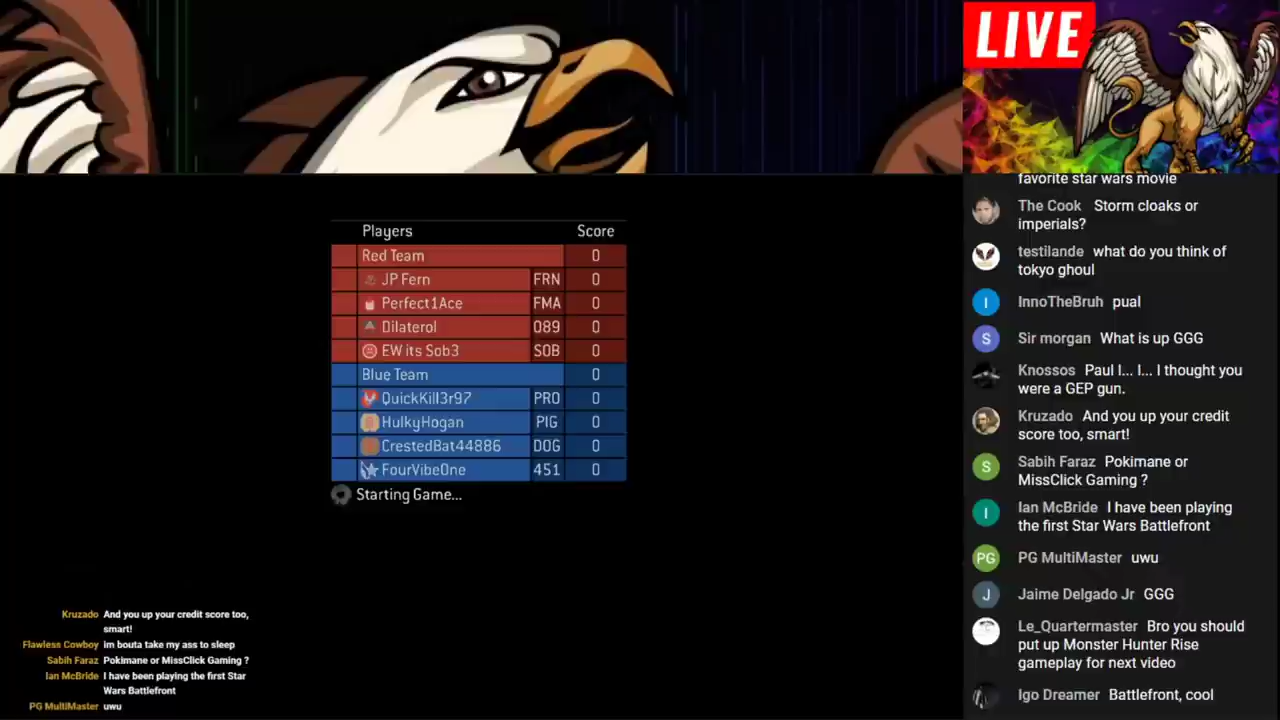 LIVE
Players Score
Red Team 0
JP Fern FRN 0
Perfect1Ace FMA 0
Dilaterol 089 0
EW its Sob3 SOB 0
Blue Team 0
QuickKill3r97 PRO 0
HulkyHogan PIG 0
CrestedBat44886 DOG 0
FourVibeOne 451 0
Starting Game...
Kruzado And you up your credit score too,
smart!
Flawless Cowboy im bouta take my ass to sleep
Sabih Faraz Pokimane or MissClick Gaming ?
Ian McBride I have been playing the first Star
Wars Battlefront
PG MultiMaster uwu
favorite star wars movie
The Cook Storm cloaks or
imperials?
testilande what do you think of
tokyo ghoul
I InnoTheBruh pual
S Sir morgan What is up GGG
Knossos Paul I... I... I thought you
were a GEP gun.
Kruzado And you up your credit
score too, smart!
S Sabih Faraz Pokimane or
MissClick Gaming ?
I Ian McBride I have been playing
the first Star Wars Battlefront
PG PG MultiMaster uwu
J Jaime Delgado Jr GGG
Le_Quartermaster Bro you should
put up Monster Hunter Rise
gameplay for next video
Igo Dreamer Battlefront, cool